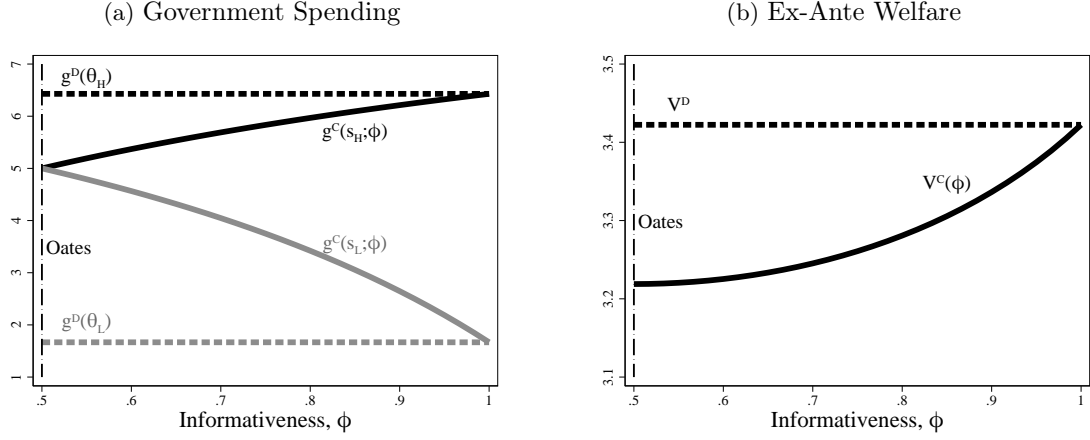 (a) Government Spending
7
6
5
4
3
2
1
g^D(θ_H)
g^C(s_H;ϕ)
g^C(s_L;ϕ)
Oates
g^D(θ_L)
.5 .6 .7 .8 .9 1
Informativeness, ϕ
(b) Ex-Ante Welfare
3.5
3.4
3.3
3.2
3.1
V^D
V^C(ϕ)
Oates
.5 .6 .7 .8 .9 1
Informativeness, ϕ